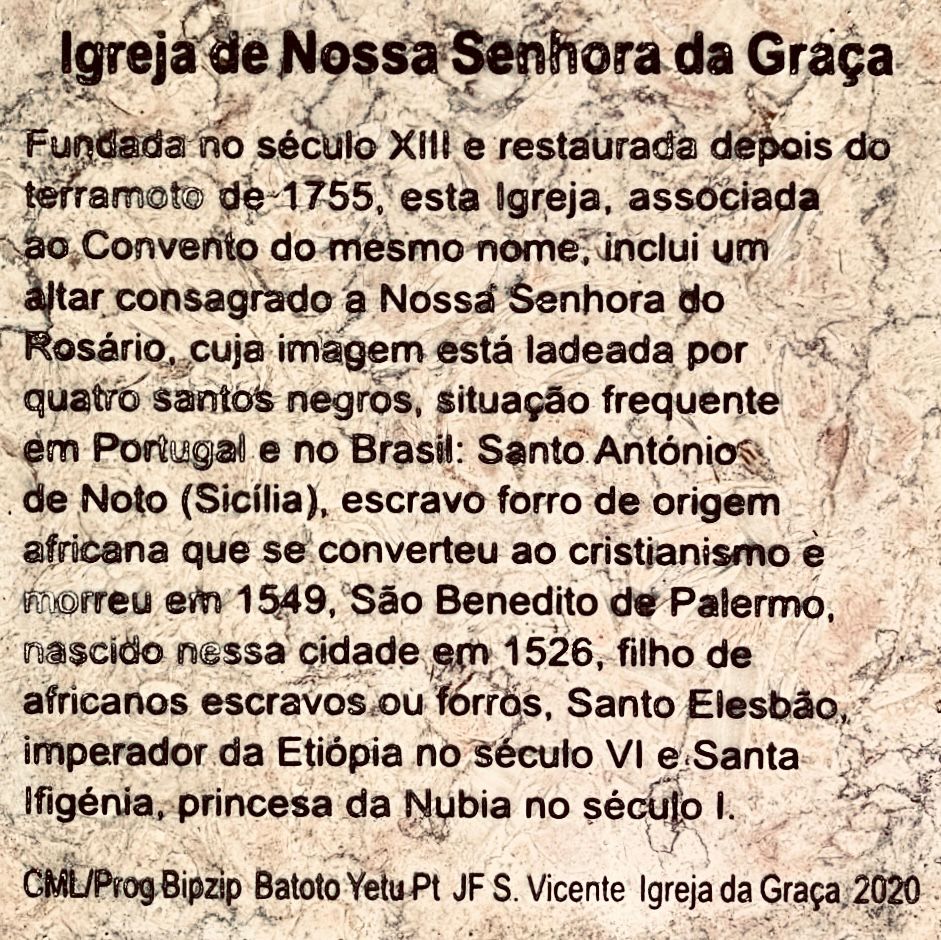 Igreja de Nossa Senhora da Graça
Fundada no século XIII e restaurada depois do
terramoto de 1755, esta Igreja, associada
ao Convento do mesmo nome, inclui um
altar consagrado a Nossa Senhora do
Rosário, cuja imagem está ladeada por
quatro santos negros, situação frequente
em Portugal e no Brasil: Santo António
de Noto (Sicília), escravo forro de origem
africana que se converteu ao cristianismo e
morreu em 1549, São Benedito de Palermo,
nascido nessa cidade em 1526, filho de
africanos escravos ou forros, Santo Elesbão,
imperador da Etiópia no século VI e Santa
Ifigénia, princesa da Nubia no século I.
CML/Prog Bipzip Batoto Yetu Pt JF S. Vicente Igreja da Graça 2020